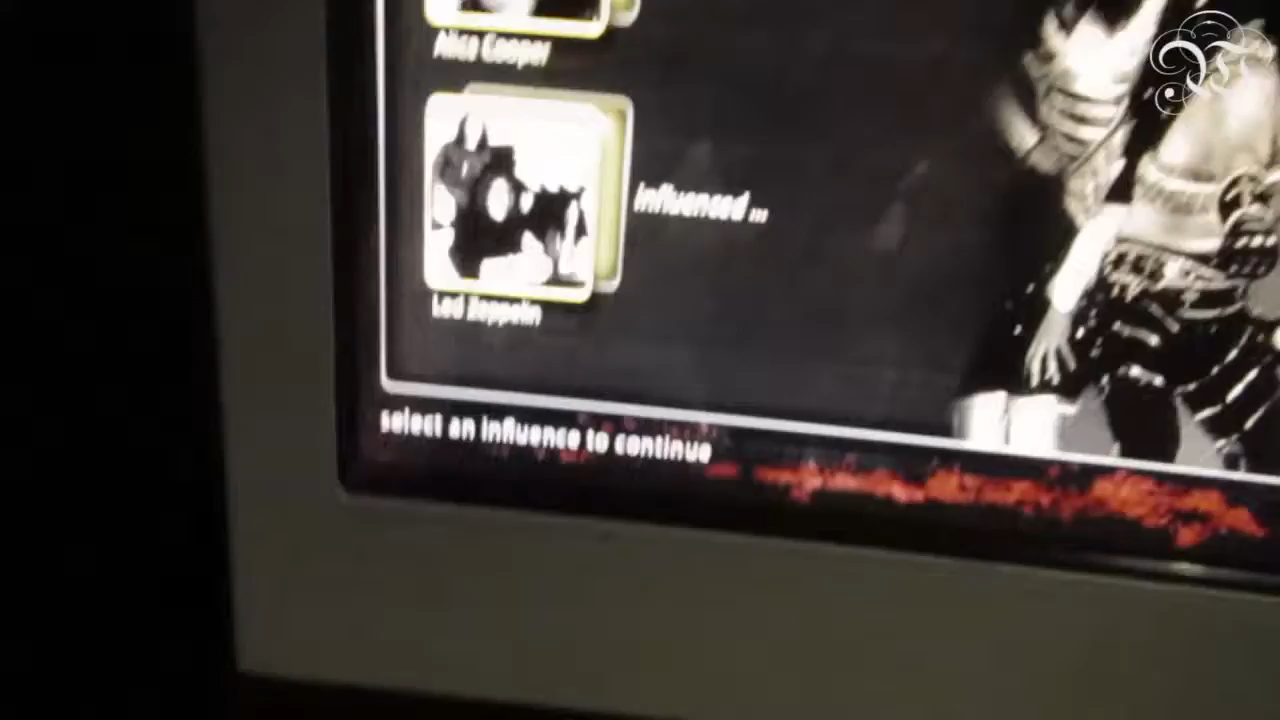 Alice Cooper
Influenced ...
Led Zeppelin
select an influence to continue